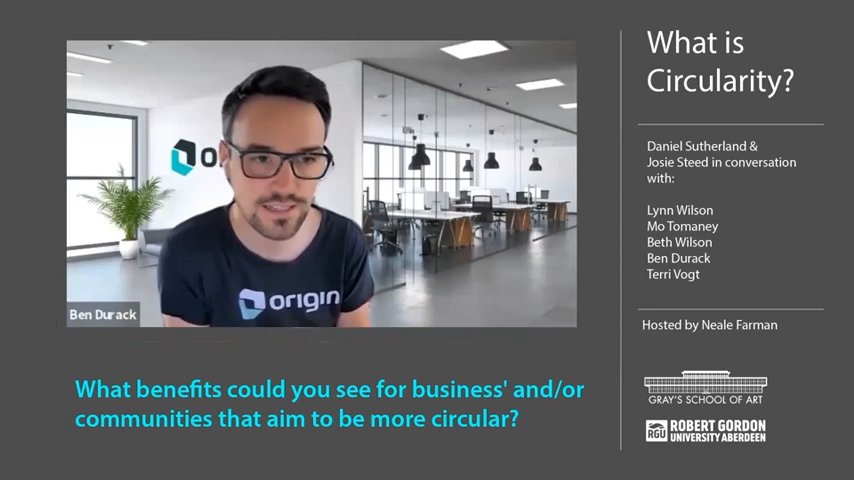 Ben Durack
origin
What benefits could you see for business' and/or
communities that aim to be more circular?
What is
Circularity?
Daniel Sutherland &
Josie Steed in conversation
with:
Lynn Wilson
Mo Tomaney
Beth Wilson
Ben Durack
Terri Vogt
Hosted by Neale Farman
GRAY'S SCHOOL OF ART
RGU
ROBERT GORDON
UNIVERSITY ABERDEEN